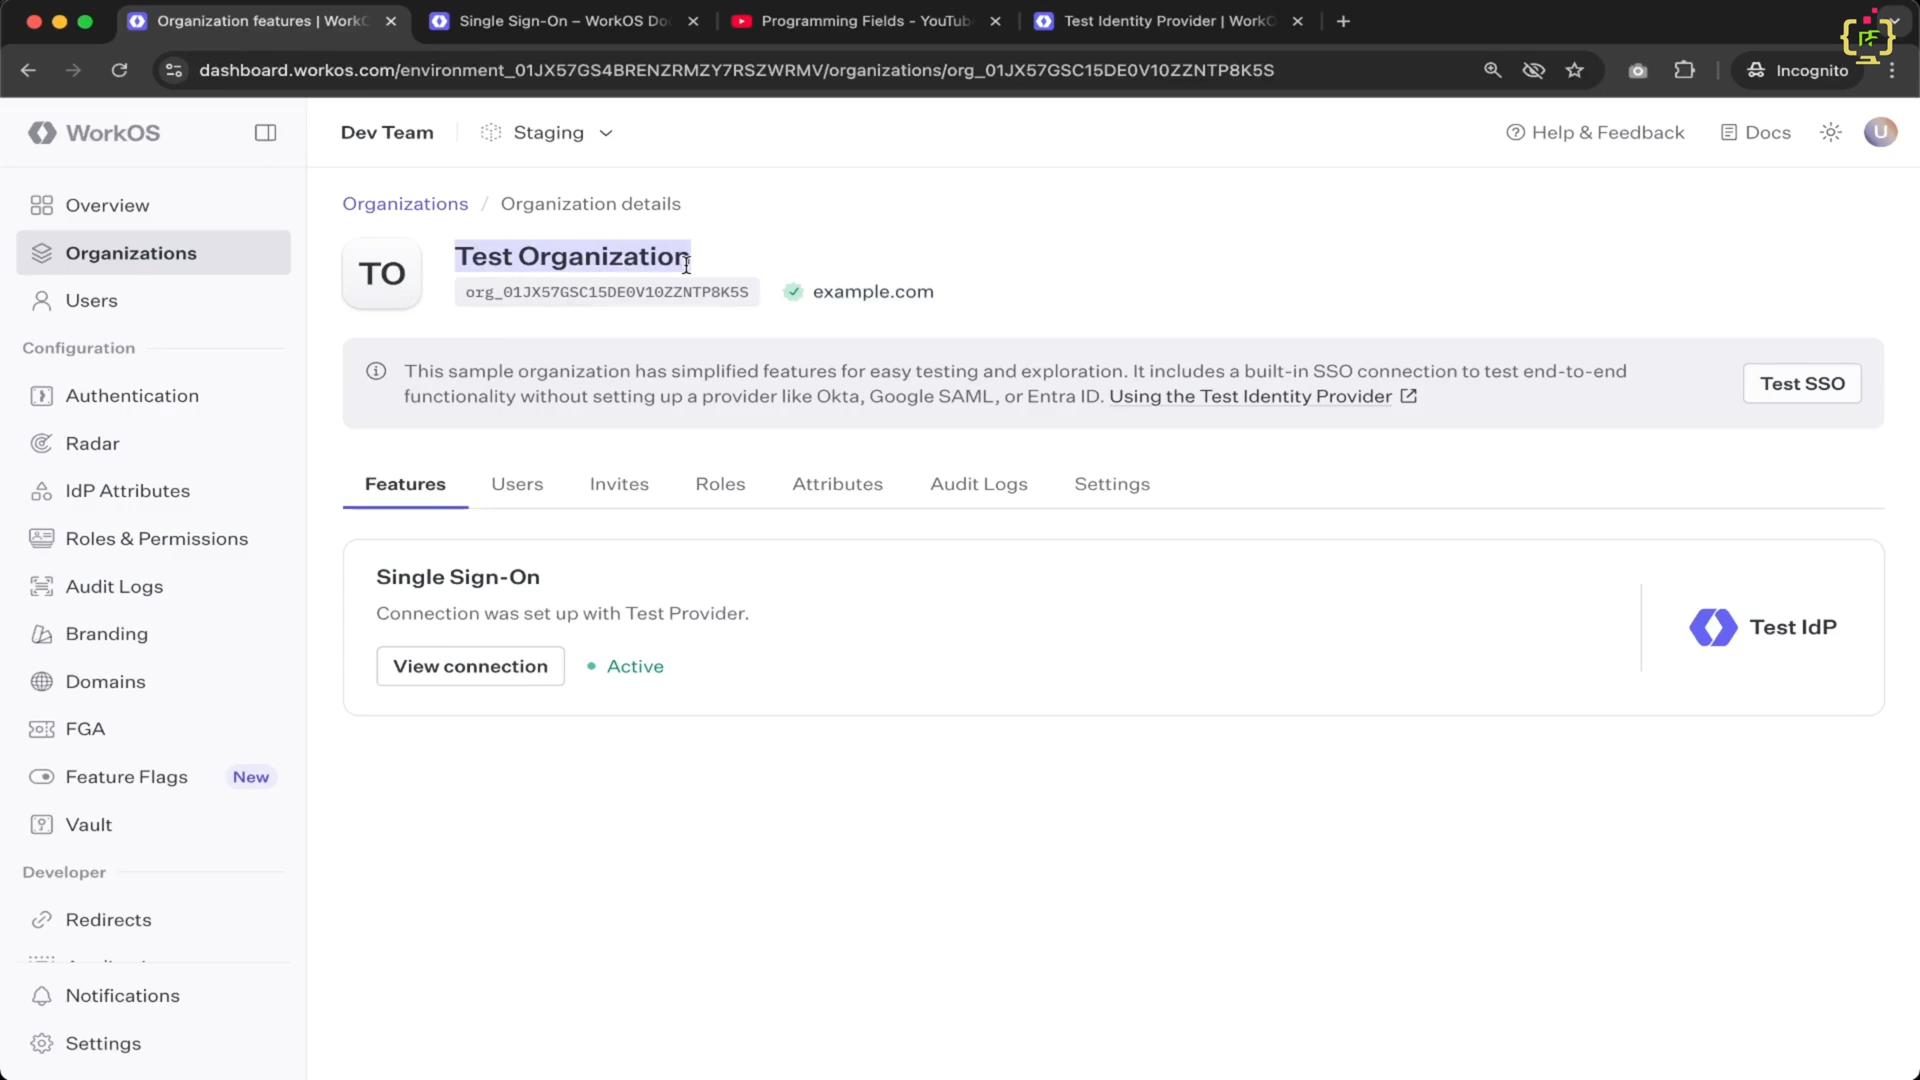 Organization features | WorkO
Single Sign-On – WorkOS Do
Programming Fields - YouTub
Test Identity Provider | WorkO
dashboard.workos.com/environment_01JX57GS4BRENZRMZY7RSZWRMV/organizations/org_01JX57GSC15DE0V10ZZNTP8K5S
Incognito
WorkOS
Dev Team
Staging
Help & Feedback
Docs
U
Overview
Organizations
Users
Configuration
Authentication
Radar
IdP Attributes
Roles & Permissions
Audit Logs
Branding
Domains
FGA
Feature Flags New
Vault
Developer
Redirects
Notifications
Settings
Organizations / Organization details
TO
Test Organization
org_01JX57GSC15DE0V10ZZNTP8K5S
example.com
This sample organization has simplified features for easy testing and exploration. It includes a built-in SSO connection to test end-to-end
functionality without setting up a provider like Okta, Google SAML, or Entra ID. Using the Test Identity Provider
Test SSO
Features
Users
Invites
Roles
Attributes
Audit Logs
Settings
Single Sign-On
Connection was set up with Test Provider.
View connection
Active
Test IdP